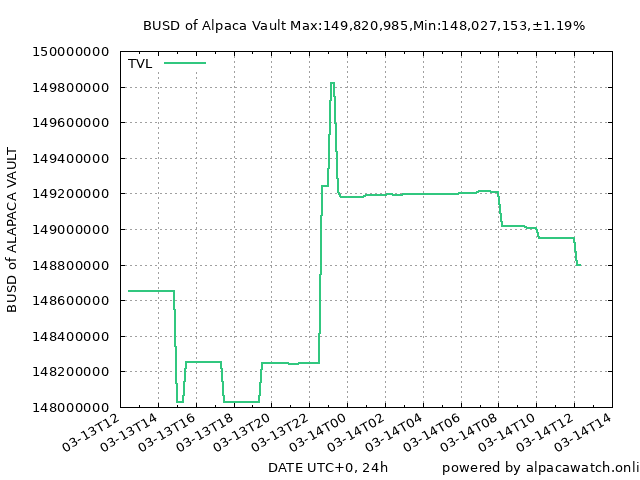 BUSD of Alpaca Vault Max:149,820,985,Min:148,027,153,±1.19%
150000000
TVL
149800000
149600000
149400000
149200000
149000000
148800000
148600000
148400000
148200000
148000000
BUSD of ALAPACA VAULT
03-13T12
03-13T14
03-13T16
03-13T18
03-13T20
03-13T22
03-14T00
03-14T02
03-14T04
03-14T06
03-14T08
03-14T10
03-14T12
03-14T14
DATE UTC+0, 24h
powered by alpacawatch.onli